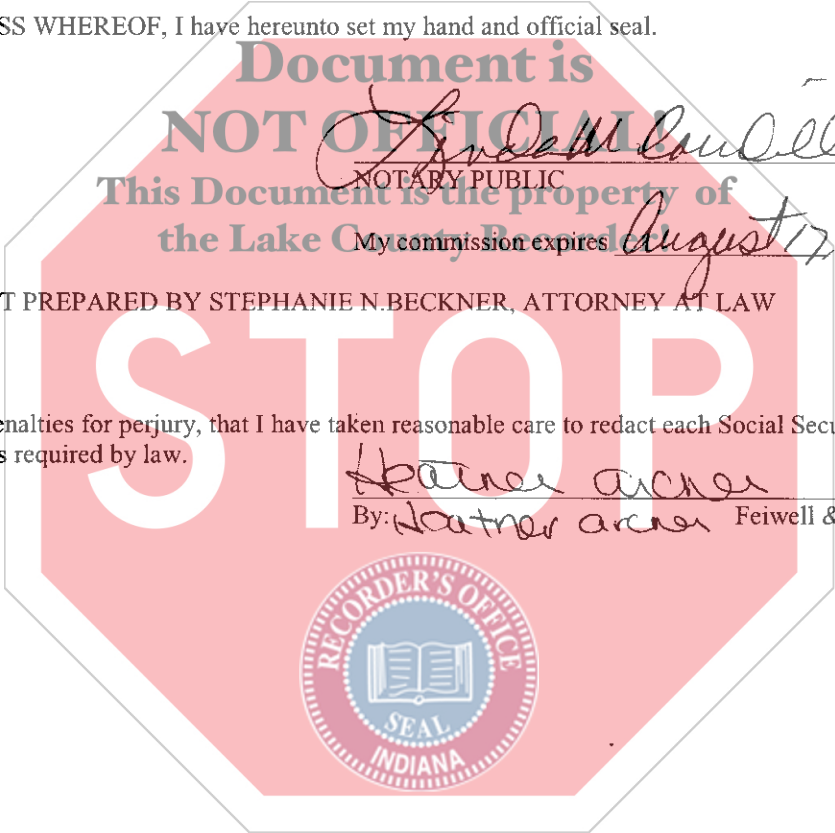 SS WHEREOF, I have hereunto set my hand and official seal.
Document is
NOT OFFICIAL!
Linda M.
NOTARY PUBLIC
This Document is the property of
the Lake County Recorder!
My commission expires August 17,
T PREPARED BY STEPHANIE N.BECKNER, ATTORNEY AT LAW
STOP
enalties for perjury, that I have taken reasonable care to redact each Social Secu
s required by law.
Heather Archer
By: Heather Archer Feiwell &
RECORDER'S OFFICE
SEAL
INDIANA